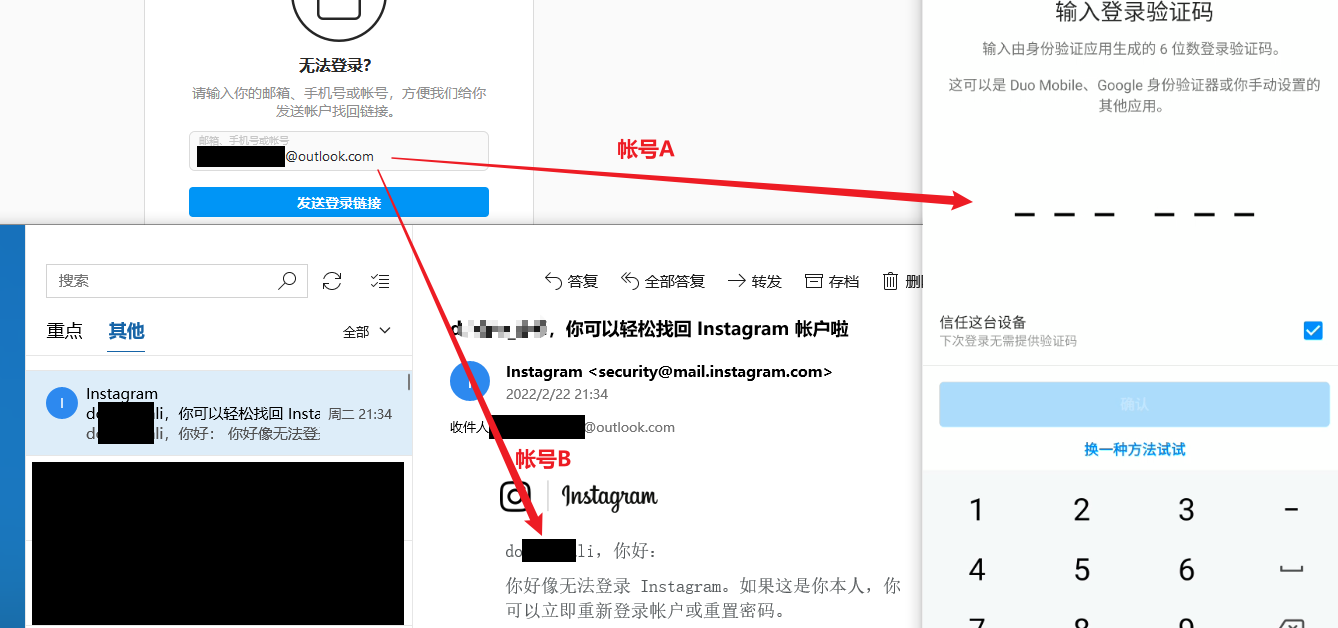 无法登录?
请输入你的邮箱、手机号或帐号，方便我们给你
发送帐户找回链接。
邮箱、手机号或帐号
@outlook.com
发送登录链接
帐号A
输入登录验证码
输入由身份验证应用生成的 6 位数登录验证码。
这可以是 Duo Mobile、Google 身份验证器或你手动设置的
其他应用。
信任这台设备
下次登录无需提供验证码
确认
换一种方法试试
1 2 3 −
4 5 6
7 8 9
搜索
重点 其他 全部
Instagram
li，你可以轻松找回 Insta 周二 21:34
li，你好： 你好像无法登
答复 全部答复 转发 存档
，你可以轻松找回 Instagram 帐户啦
I
Instagram <security@mail.instagram.com>
2022/2/22 21:34
收件人 @outlook.com
帐号B
Instagram
do li，你好：
你好像无法登录 Instagram。如果这是你本人，你
可以立即重新登录帐户或重置密码。